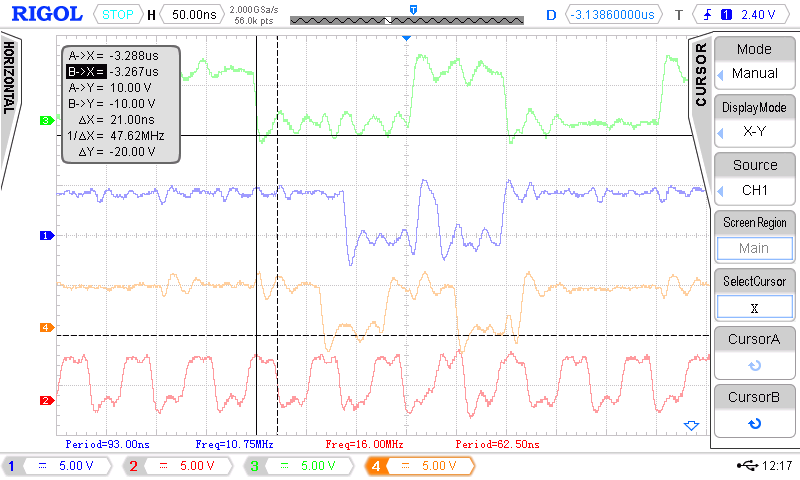 RIGOL STOP H 50.00ns 2.000GSa/s 56.0k pts T D -3.13860000us T 1 2.40 V
HORIZONTAL
A->X = -3.288us
B->X = -3.267us
A->Y = 10.00 V
B->Y = -10.00 V
ΔX = 21.00ns
1/ΔX = 47.62MHz
ΔY = -20.00 V
3
1
4
2
Period=93.00ns Freq=10.75MHz Freq=16.00MHz Period=62.50ns
CURSOR
Mode
Manual
DisplayMode
X-Y
Source
CH1
Screen Region
Main
SelectCursor
X
CursorA
CursorB
1 5.00 V 2 5.00 V 3 5.00 V 4 5.00 V 12:17